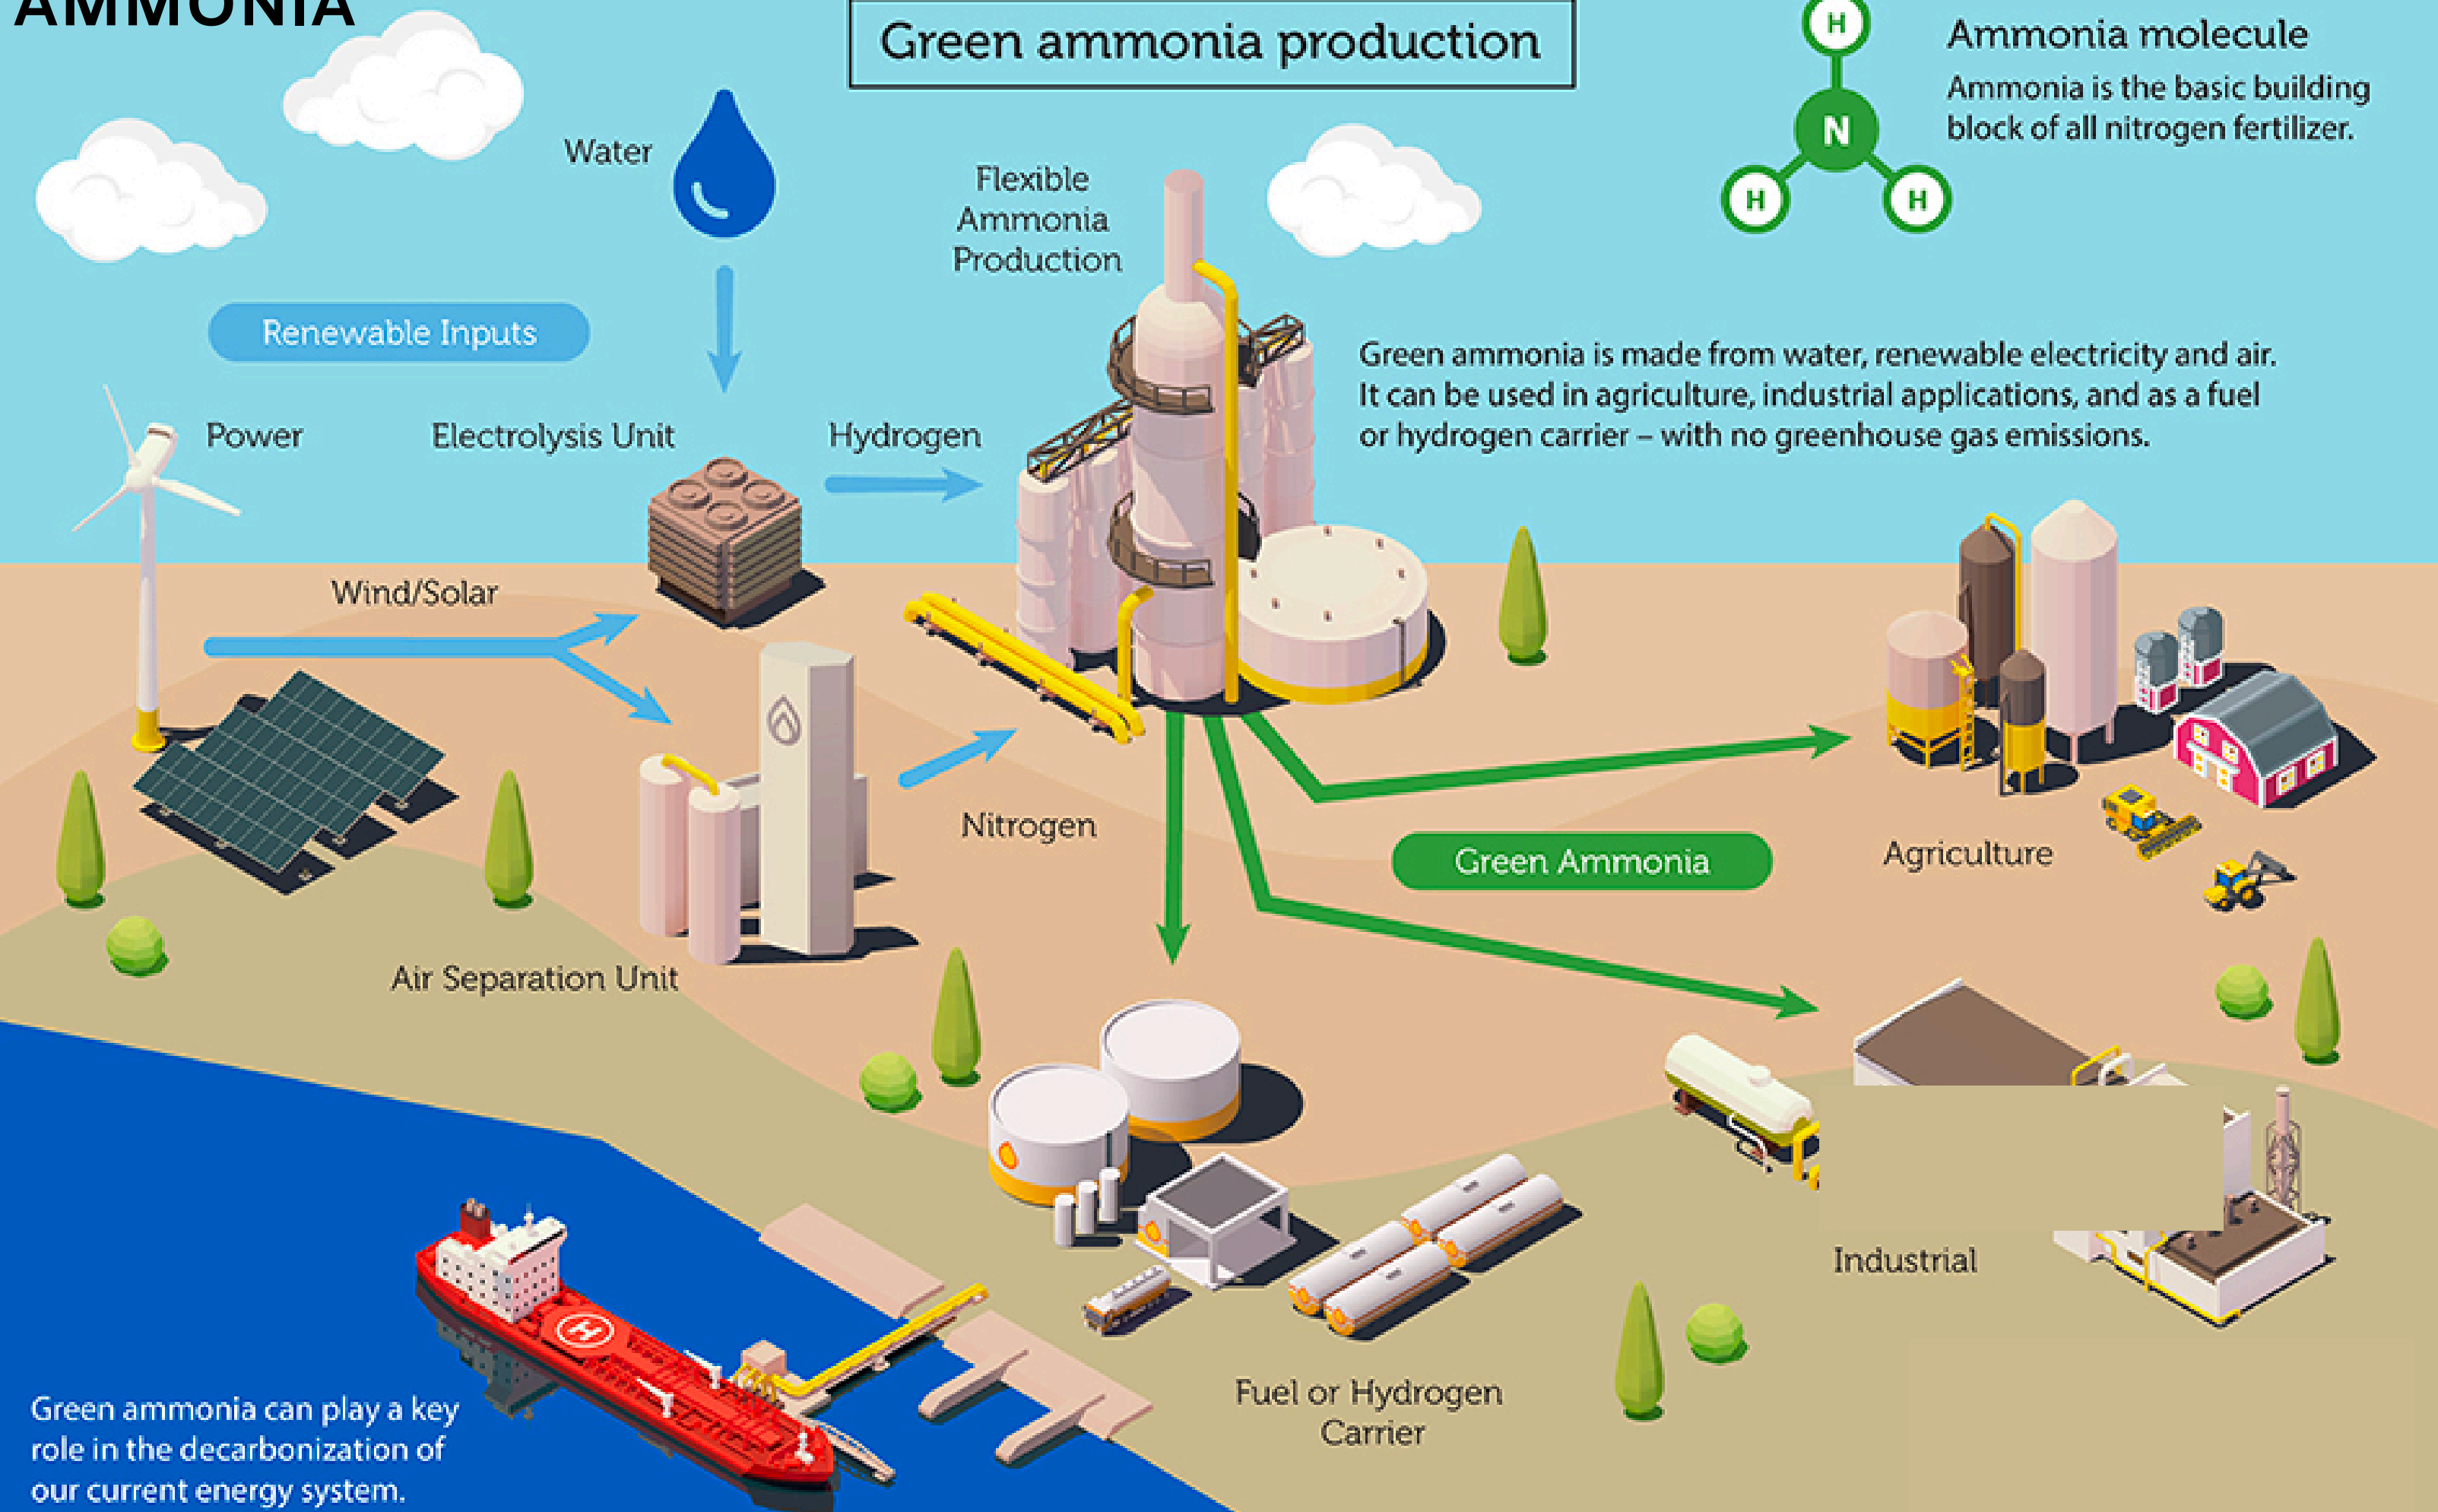 AMMONIA
Green ammonia production
H
N
H
H
Ammonia molecule
Ammonia is the basic building
block of all nitrogen fertilizer.
Water
Flexible
Ammonia
Production
Renewable Inputs
Green ammonia is made from water, renewable electricity and air.
It can be used in agriculture, industrial applications, and as a fuel
or hydrogen carrier – with no greenhouse gas emissions.
Power
Electrolysis Unit
Hydrogen
Wind/Solar
Nitrogen
Green Ammonia
Agriculture
Air Separation Unit
Industrial
H
Fuel or Hydrogen
Carrier
Green ammonia can play a key
role in the decarbonization of
our current energy system.